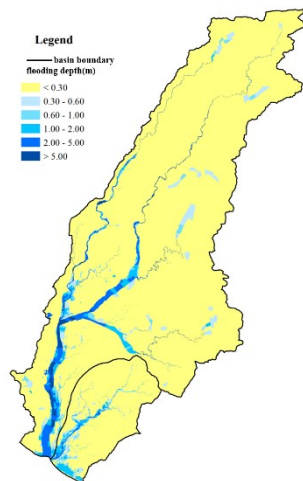 Legend
basin boundary
flooding depth(m)
< 0.30
0.30 - 0.60
0.60 - 1.00
1.00 - 2.00
2.00 - 5.00
> 5.00